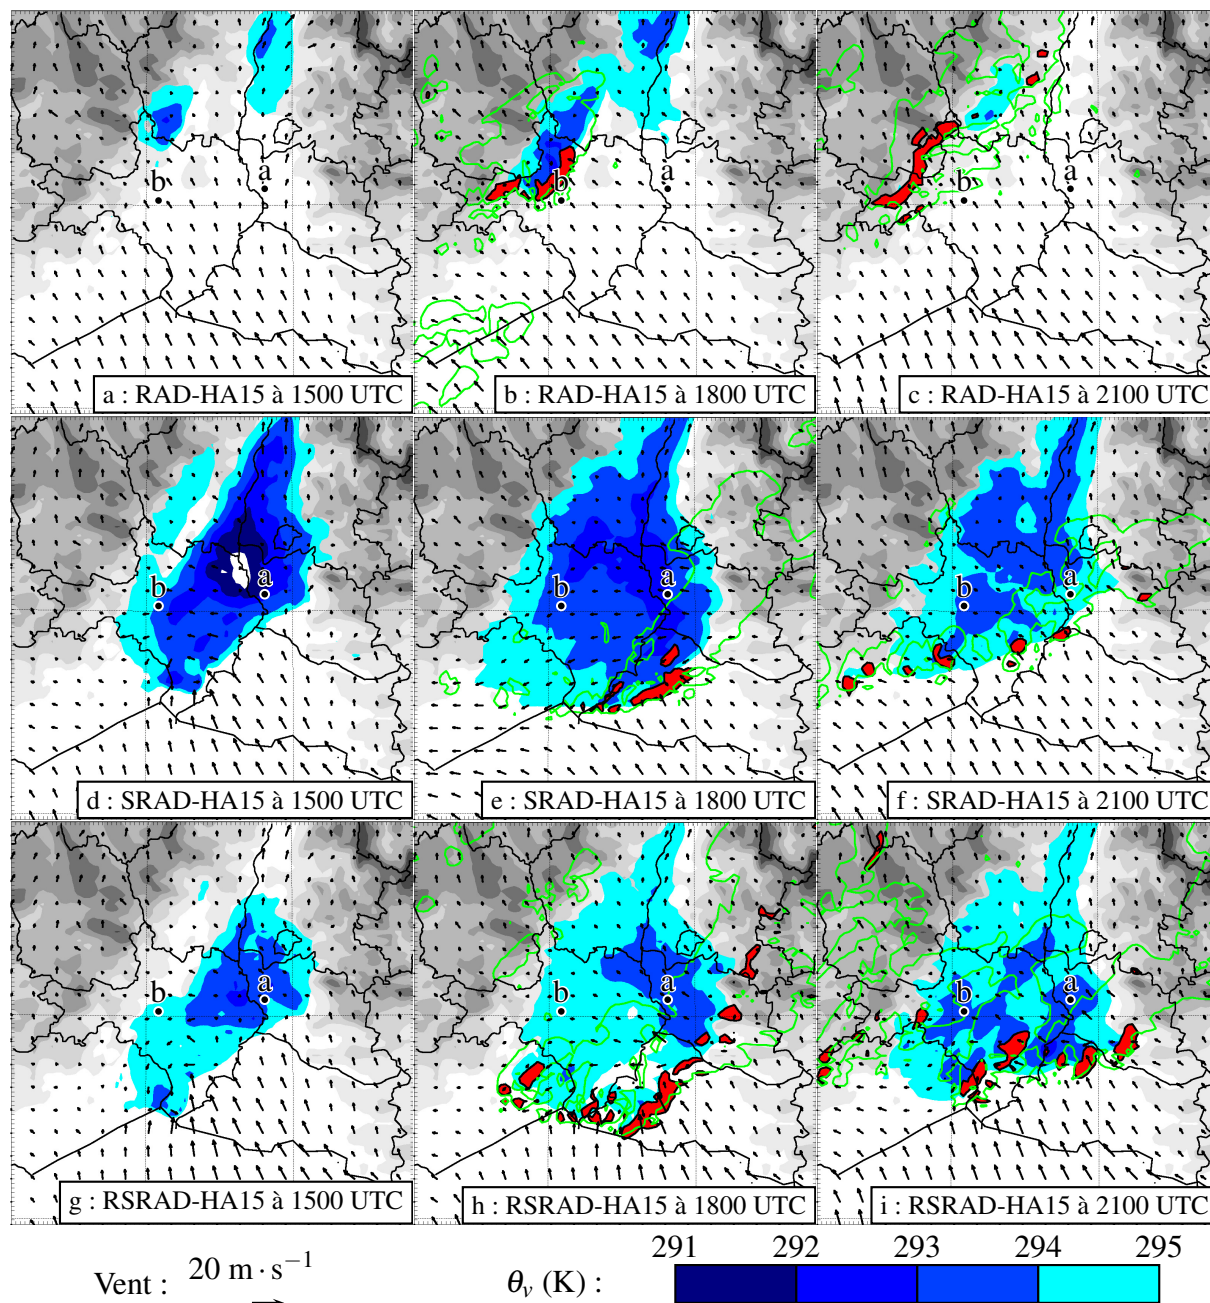 b a
a : RAD-HA15 à 1500 UTC
b a
b : RAD-HA15 à 1800 UTC
b a
c : RAD-HA15 à 2100 UTC
b a
d : SRAD-HA15 à 1500 UTC
b a
e : SRAD-HA15 à 1800 UTC
b a
f : SRAD-HA15 à 2100 UTC
b a
g : RSRAD-HA15 à 1500 UTC
b a
h : RSRAD-HA15 à 1800 UTC
b a
i : RSRAD-HA15 à 2100 UTC
Vent : 20 m·s⁻¹
θᵥ (K) : 291 292 293 294 295